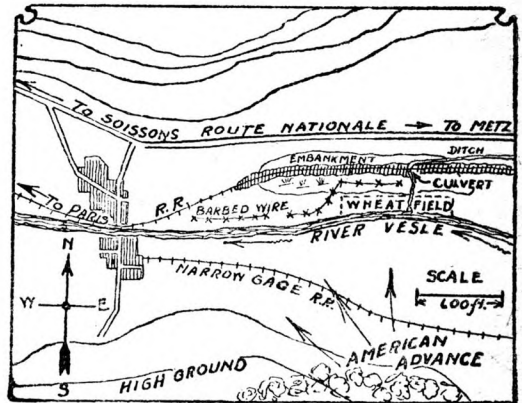 TO SOISSONS ROUTE NATIONALE TO METZ
DITCH
EMBANKMENT
CULVERT
TO PARIS
R.R.
BARBED WIRE
WHEAT FIELD
RIVER VESLE
N
W E
S
NARROW GAGE R.R.
SCALE
600 ft.
AMERICAN
ADVANCE
HIGH GROUND